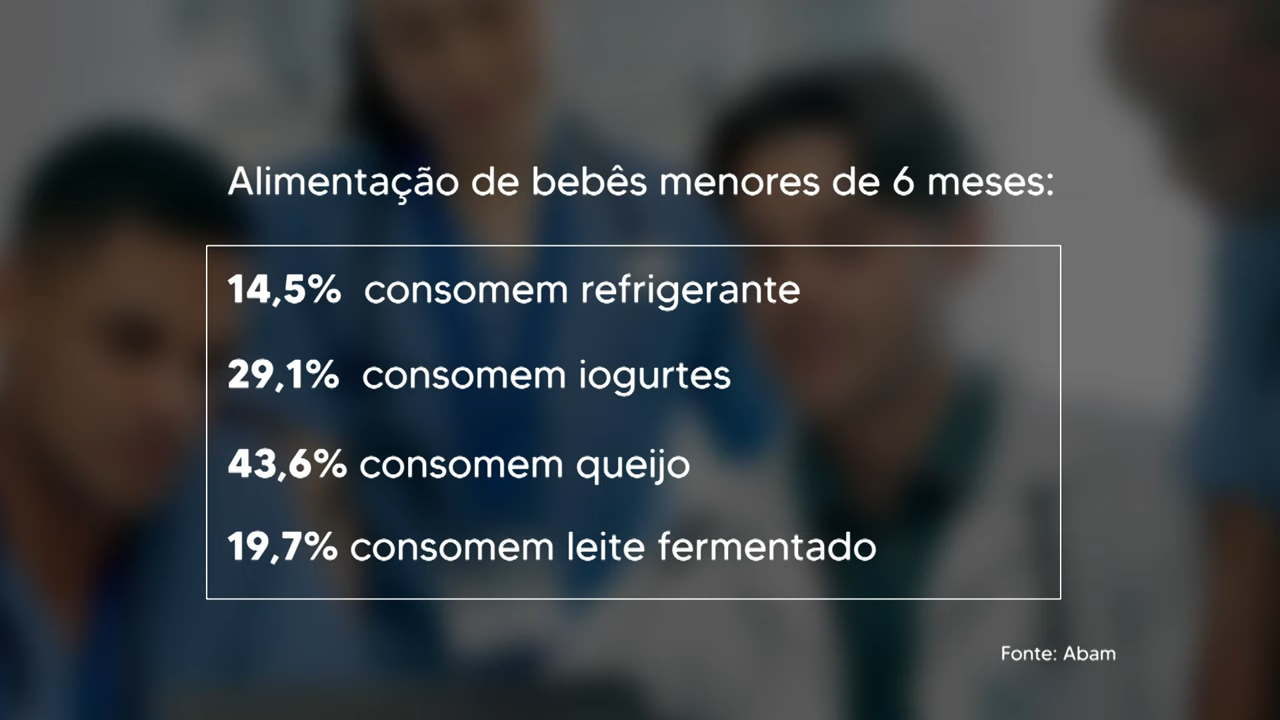 Alimentação de bebês menores de 6 meses:
14,5% consomem refrigerante
29,1% consomem iogurtes
43,6% consomem queijo
19,7% consomem leite fermentado
Fonte: Abam